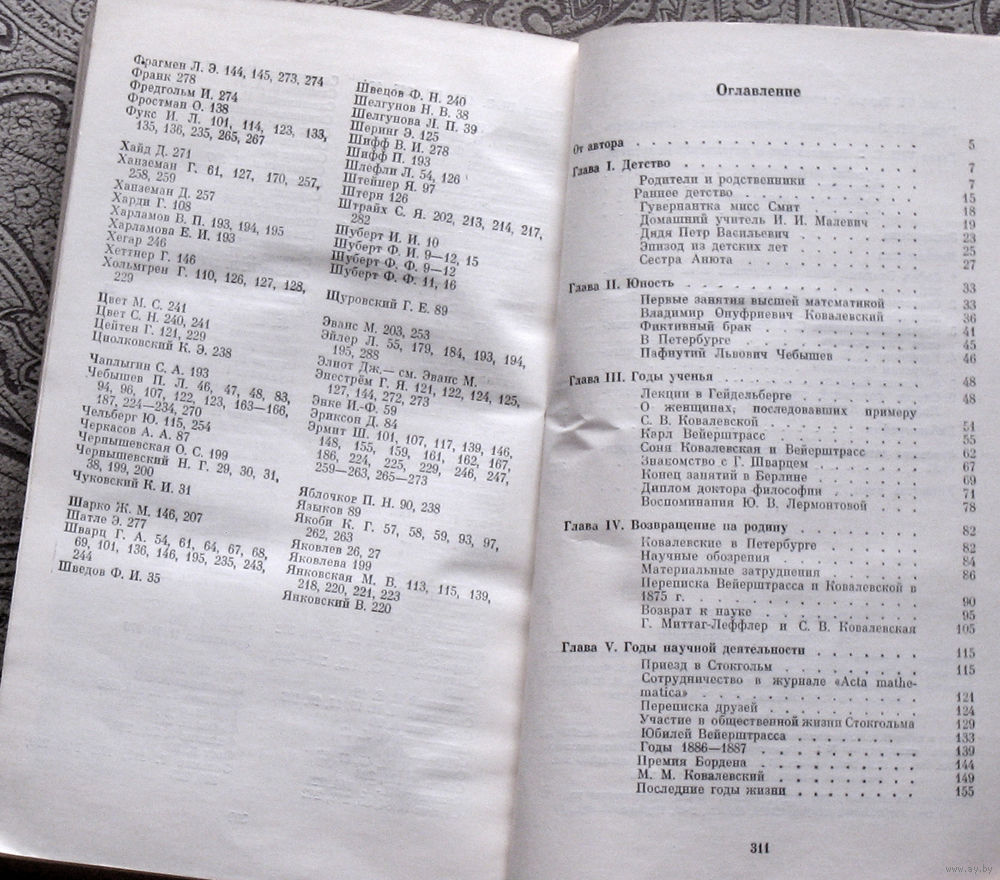 Фрагмен Л. Э. 144, 145, 273, 274
Франк 278
Фредгольм И. 274
Фростман О. 138
Фукс И. Л. 101, 114, 123, 133,
135, 136, 235, 265, 267
Хайд Д. 271
Ханземан Г. 61, 127, 170, 257,
258, 259
Ханземан Д. 257
Харди Г. 108
Харламов В. П. 193, 194, 195
Харламова Е. И. 193
Хегар 246
Хеттнер Г. 146
Хольмгрен Г. 110, 126, 127, 128,
229
Цвет М. С. 241
Цвет С. Н. 240, 241
Цейтен Г. 121, 229
Циолковский К. Э. 238
Чаплыгин С. А. 193
Чебышев П. Л. 46, 47, 48, 83,
94, 96, 107, 122, 123, 163—166,
187, 224—234, 270
Чельберг Ю. 115, 254
Черкасов А. А. 87
Чернышевская О. С. 199
Чернышевский Н. Г. 29, 30, 31,
38, 199, 200
Чуковский К. И. 31
Шарко Ж. М. 146, 207
Шатле Э. 277
Шварц Г. А. 54, 61, 64, 67, 68,
69, 101, 136, 146, 195, 235, 243,
244
Шведов Ф. И. 35
Швецов Ф. Н. 240
Шелгунов Н. В. 38
Шелгунова Л. П. 39
Шеринг Э. 125
Шифф В. И. 278
Шифф П. 193
Шлефли Л. 54, 126
Штейнер Я. 97
Штерн 126
Штрайх С. Я. 202, 213, 214, 217,
282
Шуберт И. И. 10
Шуберт Ф. И. 9—12, 15
Шуберт Ф. Ф. 9—12
Шуберт Ф. Ф. 11, 16
Щуровский Г. Е. 89
Эванс М. 203, 253
Эйлер Л. 55, 179, 184, 193, 194,
195, 288
Элиот Дж.— см. Эванс М.
Энестрём Г. Я. 121, 122, 124, 125,
127, 144, 272, 273
Энке И.-Ф. 59
Эриксон Д. 84
Эрмит Ш. 101, 107, 117, 139, 146,
148, 155, 159, 161, 162, 167,
186, 224, 225, 229, 246, 247,
259—263, 265—273
Яблочков П. Н. 90, 238
Языков 89
Якоби К. Г. 57, 58, 59, 93, 97,
262, 263
Яковлев 26, 27
Яковлева 199
Янковская М. В. 113, 115, 139,
218, 220, 221, 223
Янковский В. 220
Оглавление
От автора . . . . . . . . . . 5
Глава I. Детство . . . . . . . . . . 7
Родители и родственники . . . . . . 7
Раннее детство . . . . . . . . . . 15
Гувернантка мисс Смит . . . . . . 18
Домашний учитель И. И. Малевич . . . 19
Дядя Петр Васильевич . . . . . . 23
Эпизод из детских лет . . . . . . 25
Сестра Анюта . . . . . . . . . . 27
Глава II. Юность . . . . . . . . . . 33
Первые занятия высшей математикой . . 33
Владимир Онуфриевич Ковалевский . . 36
Фиктивный брак . . . . . . . . . 41
В Петербурге . . . . . . . . . . 45
Пафнутий Львович Чебышев . . . . . 46
Глава III. Годы ученья . . . . . . . . 48
Лекции в Гейдельберге . . . . . . 48
О женщинах, последовавших примеру
С. В. Ковалевской . . . . . . . . 51
Карл Вейерштрасс . . . . . . . . 55
Соня Ковалевская и Вейерштрасс . . . 62
Знакомство с Г. Шварцем . . . . . 67
Конец занятий в Берлине . . . . . 69
Диплом доктора философии . . . . . 71
Воспоминания Ю. В. Лермонтовой . . . 78
Глава IV. Возвращение на родину . . . . . 82
Ковалевские в Петербурге . . . . . 82
Научные обозрения . . . . . . . . 84
Материальные затруднения . . . . . 86
Переписка Вейерштрасса и Ковалевской в
1875 г. . . . . . . . . . . . 90
Возврат к науке . . . . . . . . . 95
Г. Миттаг-Леффлер и С. В. Ковалевская 105
Глава V. Годы научной деятельности . . . . 115
Приезд в Стокгольм . . . . . . . 115
Сотрудничество в журнале «Acta mathe-
matica» . . . . . . . . . . . 121
Переписка друзей . . . . . . . . 124
Участие в общественной жизни Стокгольма 129
Юбилей Вейерштрасса . . . . . . . 133
Годы 1886—1887 . . . . . . . . . 139
Премия Бордена . . . . . . . . . 144
М. М. Ковалевский . . . . . . . . 149
Последние годы жизни . . . . . . . 155
311
www.ay.by